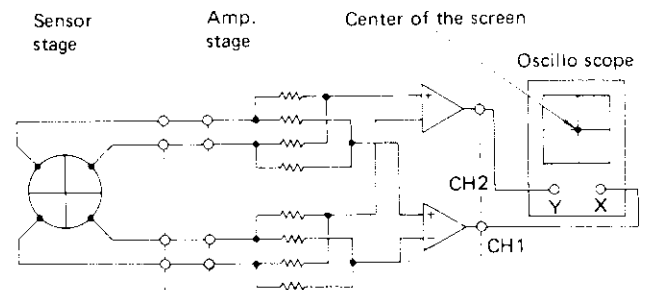 Sensor
stage
Amp.
stage
Center of the screen
Oscillo scope
+
-
CH2
Y X
+
-
CH1